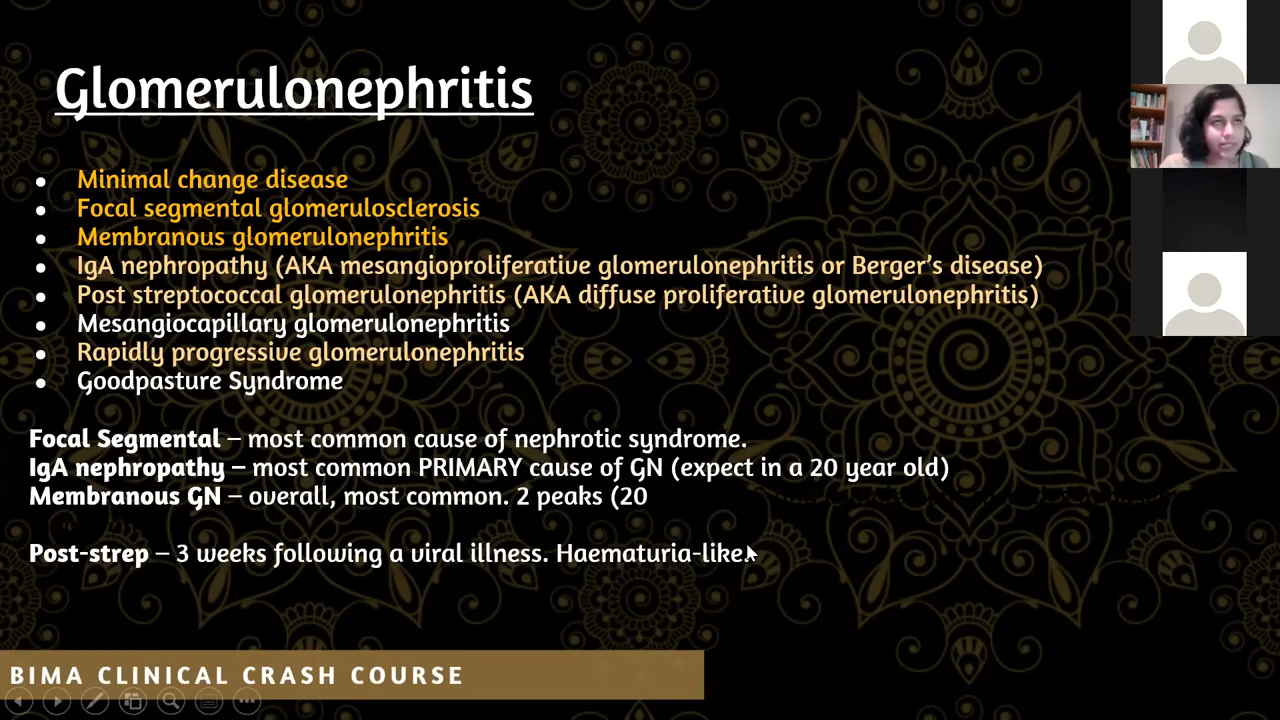 Glomerulonephritis
● Minimal change disease
● Focal segmental glomerulosclerosis
● Membranous glomerulonephritis
● IgA nephropathy (AKA mesangioproliferative glomerulonephritis or Berger’s disease)
● Post streptococcal glomerulonephritis (AKA diffuse proliferative glomerulonephritis)
● Mesangiocapillary glomerulonephritis
● Rapidly progressive glomerulonephritis
● Goodpasture Syndrome
Focal Segmental – most common cause of nephrotic syndrome.
IgA nephropathy – most common PRIMARY cause of GN (expect in a 20 year old)
Membranous GN – overall, most common. 2 peaks (20
Post-strep – 3 weeks following a viral illness. Haematuria-like.
BIMA CLINICAL CRASH COURSE